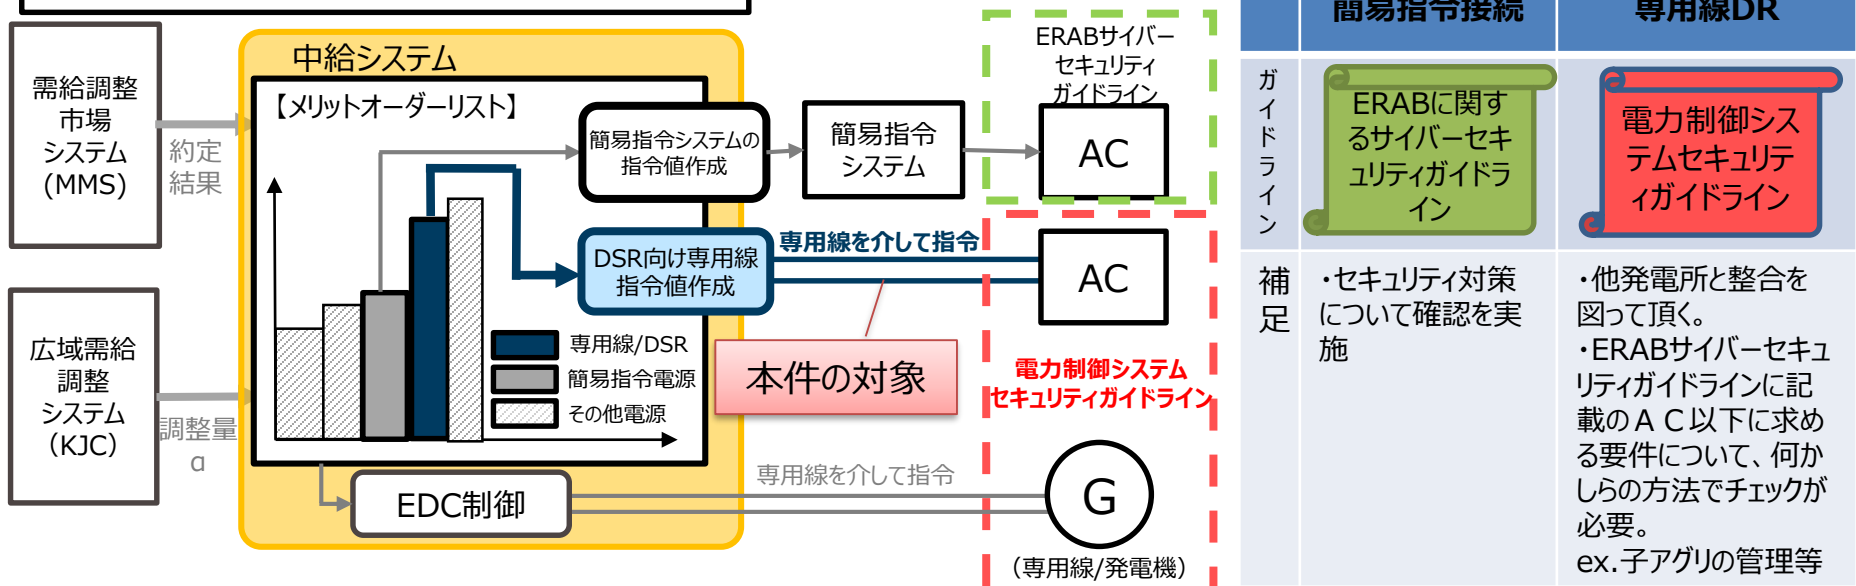 需給調整
市場
システム
(MMS)
約定
結果
広域需給
調整
システム
（KJC）
調整量
α
中給システム
【メリットオーダーリスト】
専用線/DSR
簡易指令電源
その他電源
簡易指令システムの
指令値作成
DSR向け専用線
指令値作成
EDC制御
簡易指令
システム
専用線を介して指令
本件の対象
専用線を介して指令
ERABサイバー
セキュリティ
ガイドライン
AC
AC
電力制御システム
セキュリティガイドライン
G
（専用線/発電機）
簡易指令接続
専用線DR
ガイドライン
ERABに関す
るサイバーセキ
ュリティガイドラ
イン
電力制御シス
テムセキュリテ
ィガイドライン
補足
・セキュリティ対策
について確認を実
施
・他発電所と整合を
図って頂く。
・ERABサイバーセキュ
リティガイドラインに記
載のＡＣ以下に求め
る要件について、何か
しらの方法でチェックが
必要。
ex.子アグリの管理等